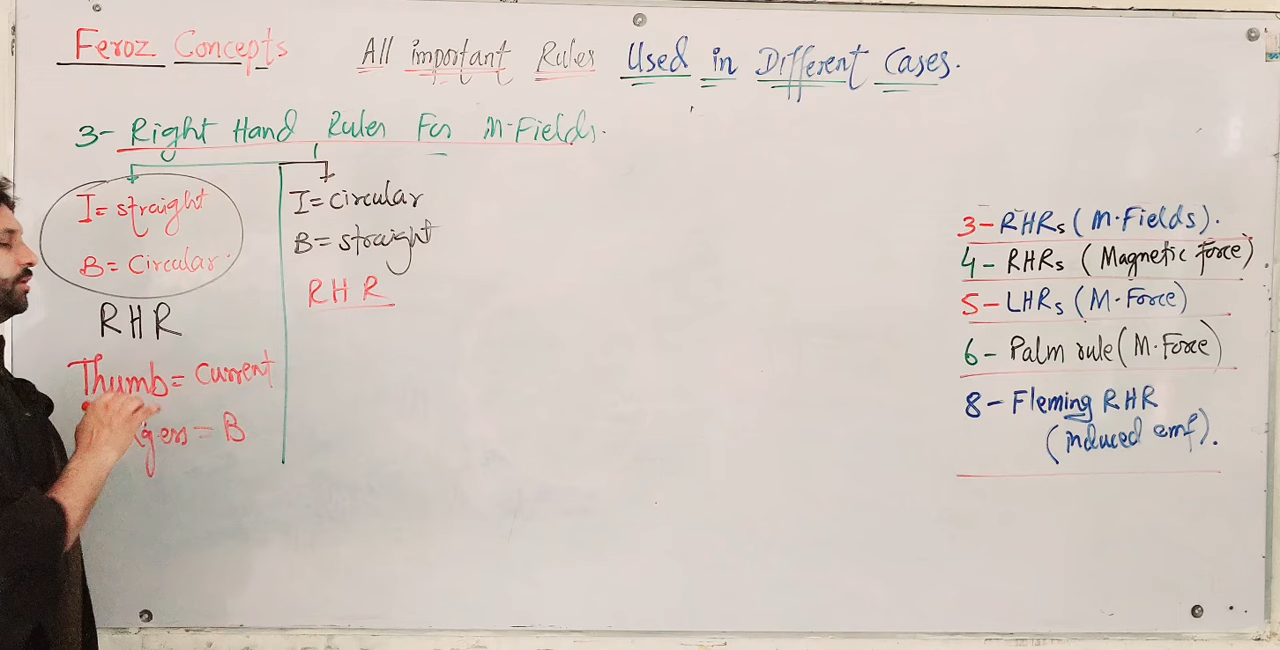 Feroz Concepts
All important Rules Used in Different Cases.
3- Right Hand Rules For M-Fields.
I= straight
B= Circular.
RHR
Thumb= Current
= B
I= circular
B= straight
RHR
3-RHRs (M.Fields).
4- RHRs (Magnetic force)
5-LHRs (M.Force)
6- Palm rule (M.Force)
8-Fleming RHR
(induced emf).